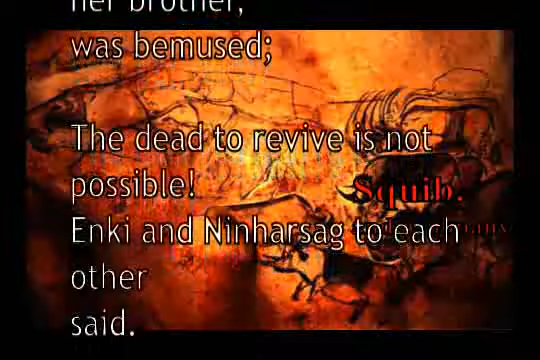 her brother,
was bemused;
The dead to revive is not
possible!
Squib.
Enki and Ninharsag to each
other
said.